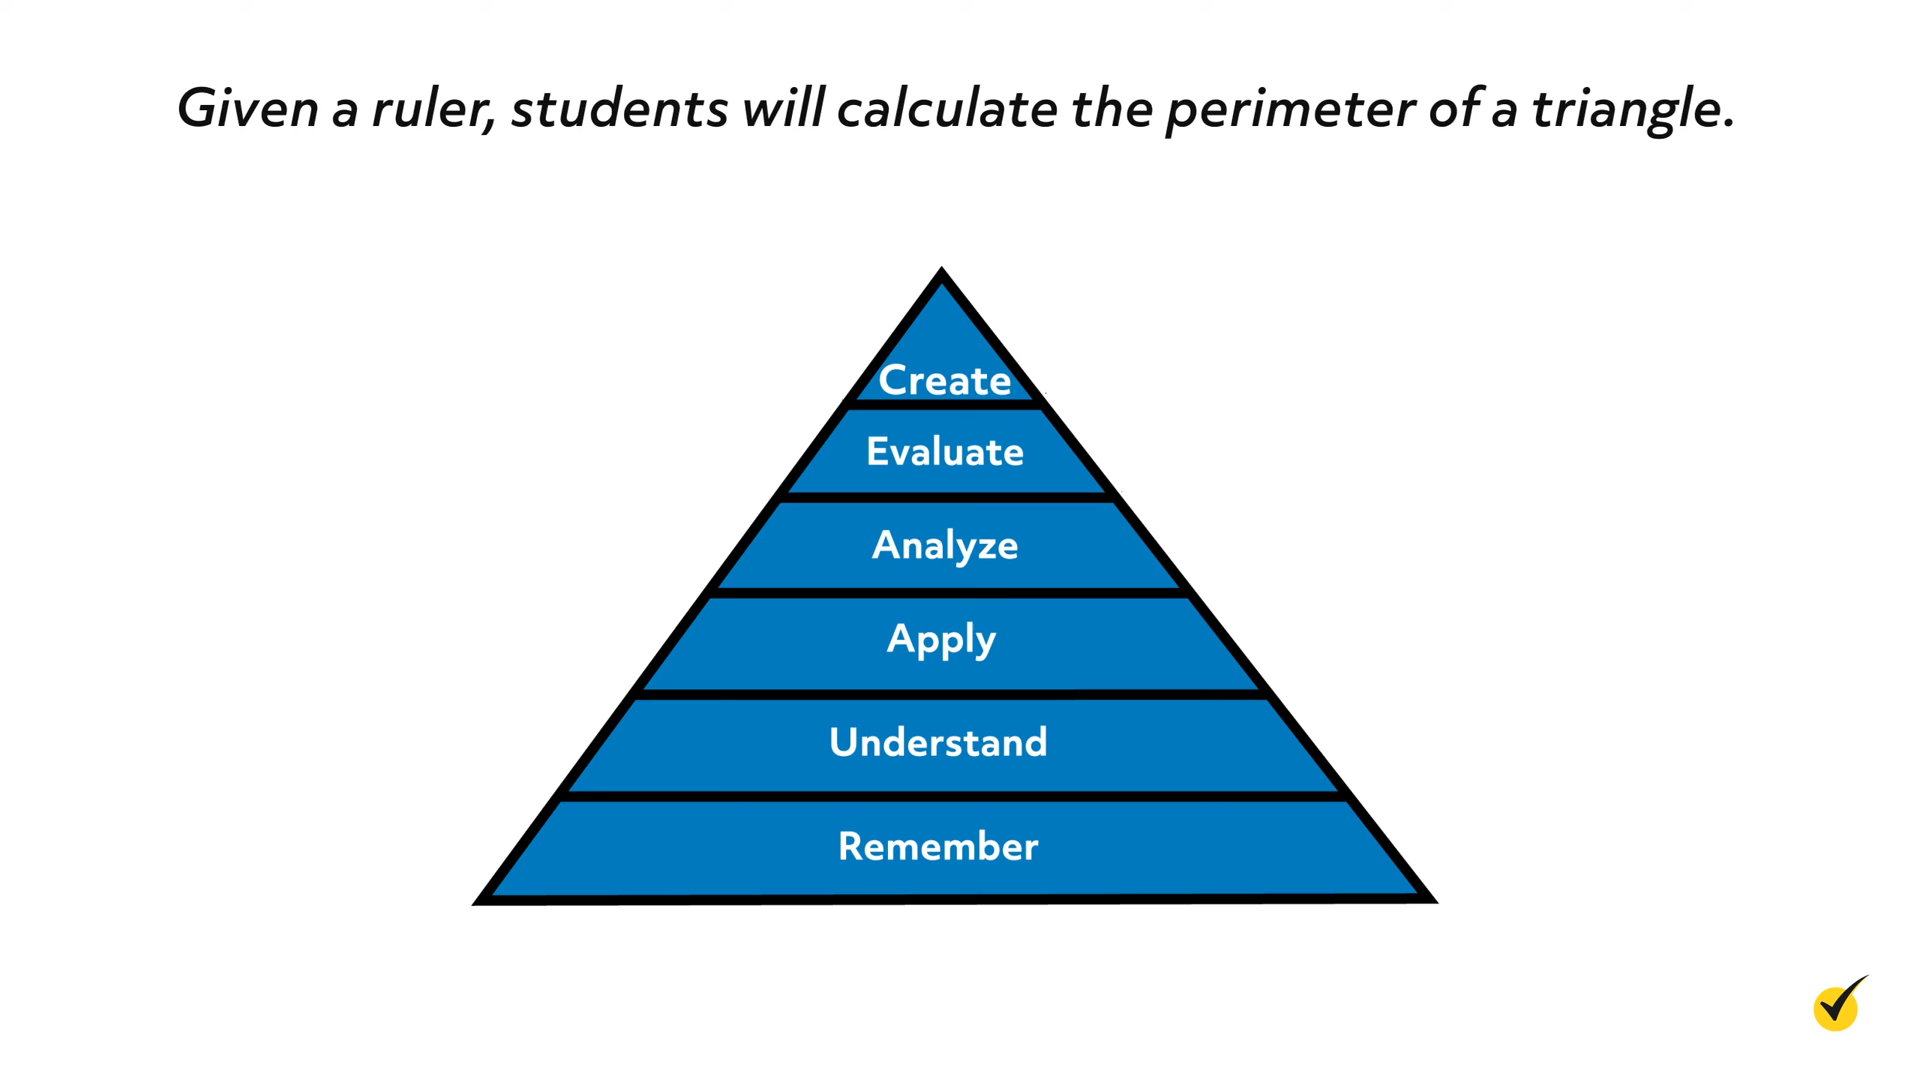 Given a ruler, students will calculate the perimeter of a triangle.
Create
Evaluate
Analyze
Apply
Understand
Remember